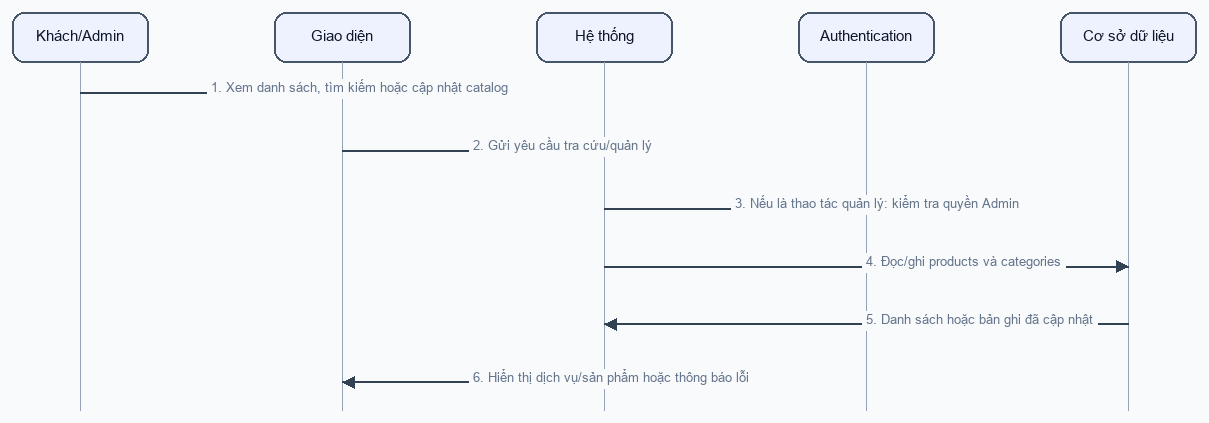 Khách/Admin
Giao diện
Hệ thống
Authentication
Cơ sở dữ liệu
1. Xem danh sách, tìm kiếm hoặc cập nhật catalog
2. Gửi yêu cầu tra cứu/quản lý
3. Nếu là thao tác quản lý: kiểm tra quyền Admin
4. Đọc/ghi products và categories
5. Danh sách hoặc bản ghi đã cập nhật
6. Hiển thị dịch vụ/sản phẩm hoặc thông báo lỗi